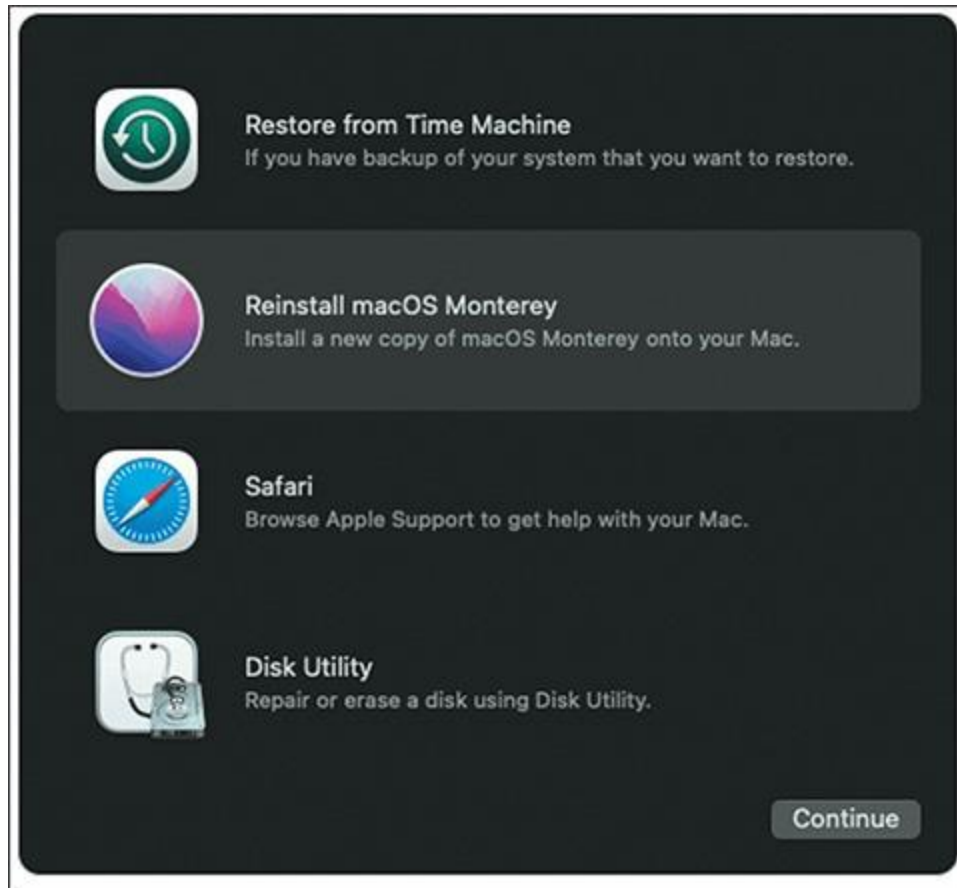 Restore from Time Machine
If you have backup of your system that you want to restore.
Reinstall macOS Monterey
Install a new copy of macOS Monterey onto your Mac.
Safari
Browse Apple Support to get help with your Mac.
Disk Utility
Repair or erase a disk using Disk Utility.
Continue